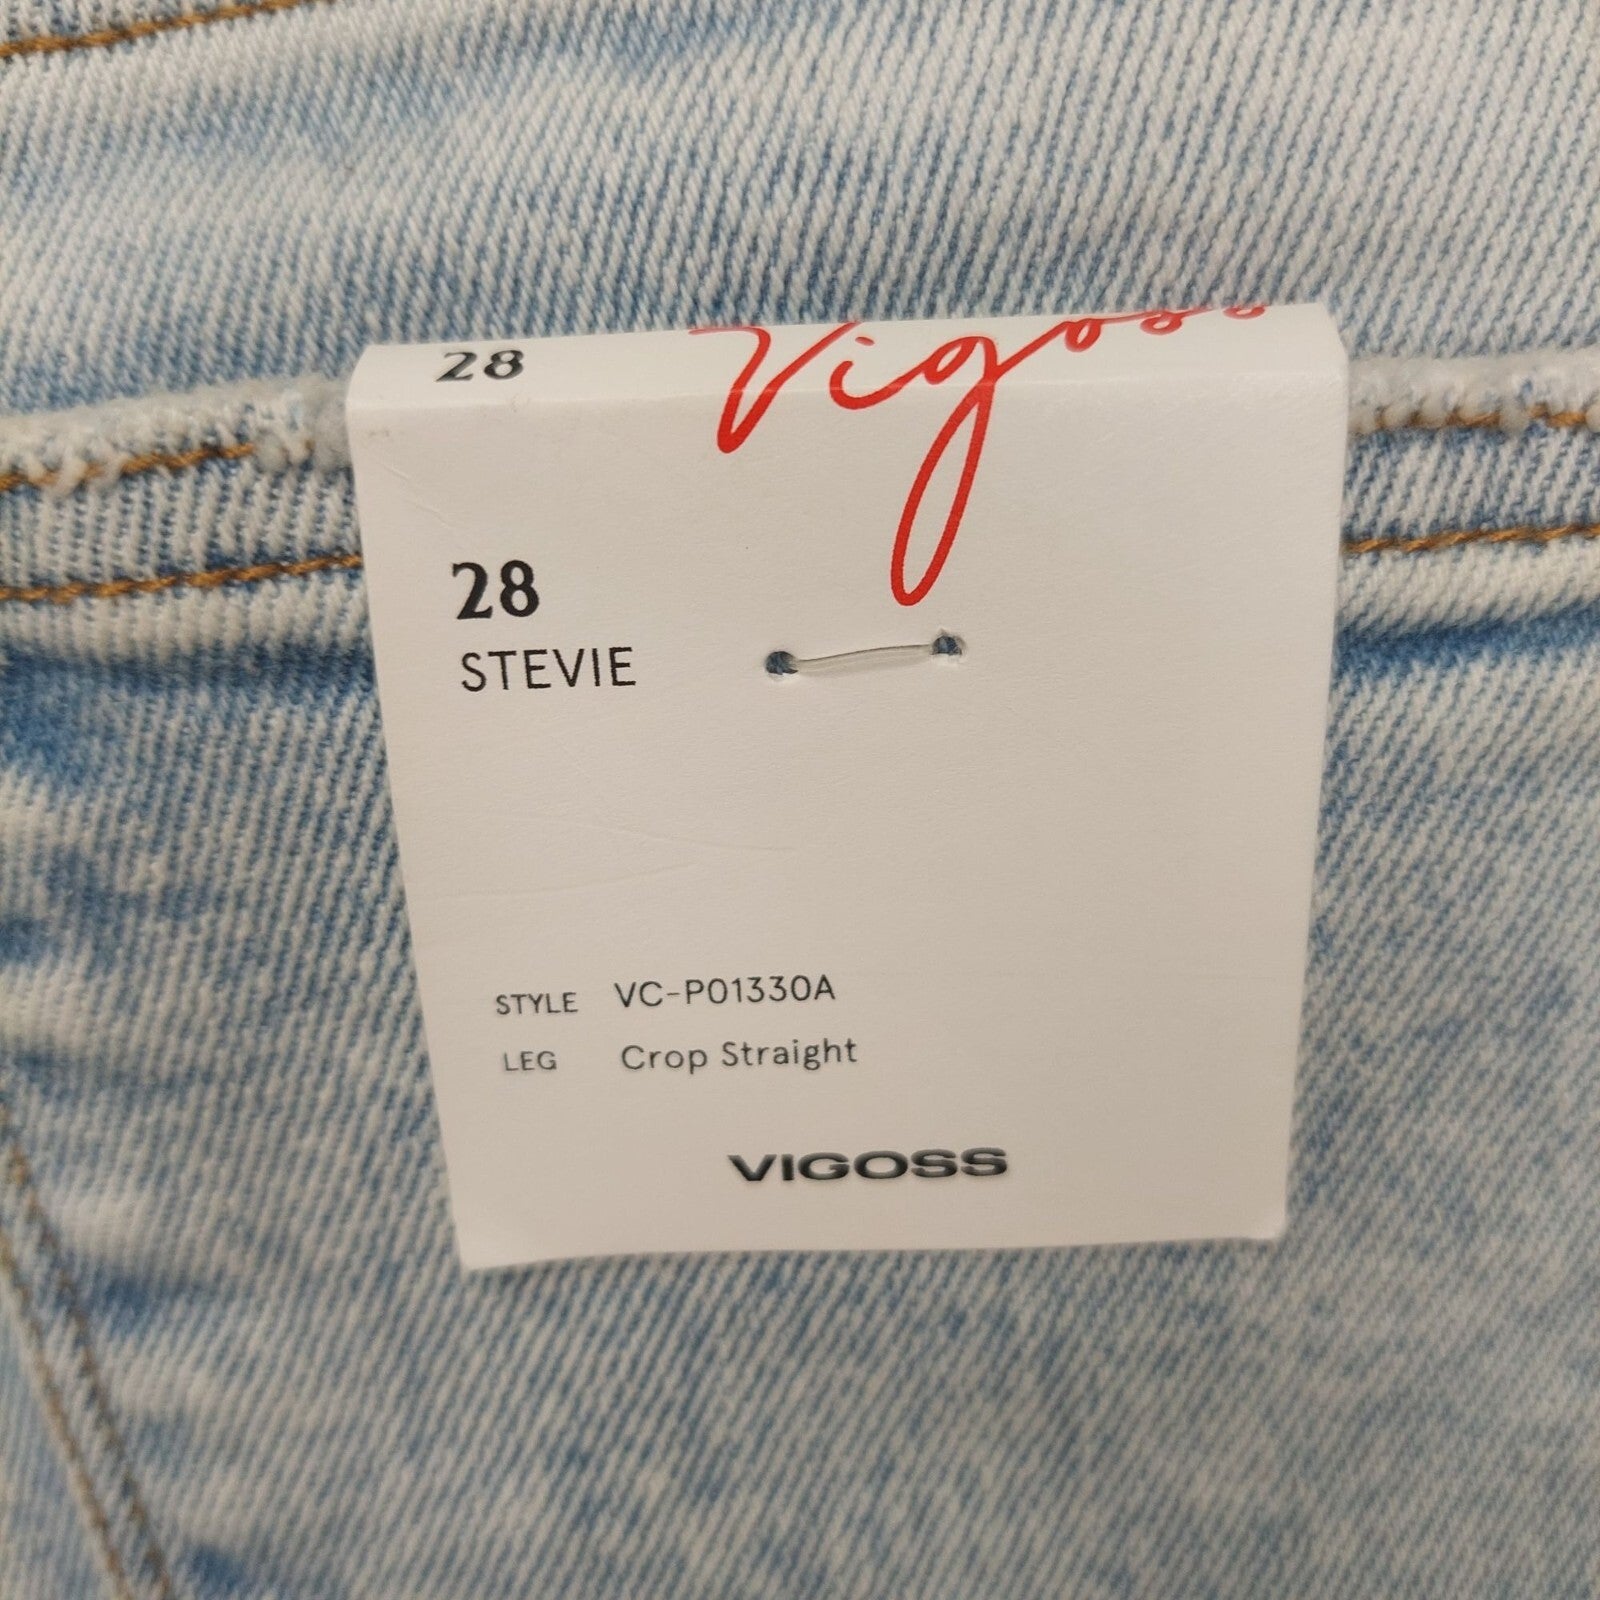 28 Vigoss
28
STEVIE
STYLE VC-P01330A
LEG Crop Straight
VIGOSS